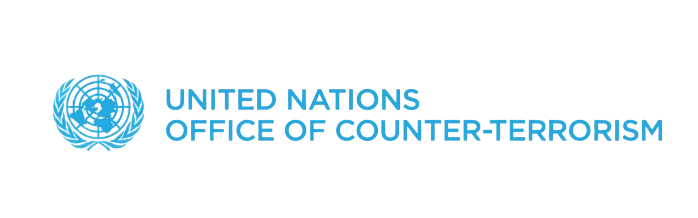 UNITED NATIONS
OFFICE OF COUNTER-TERRORISM